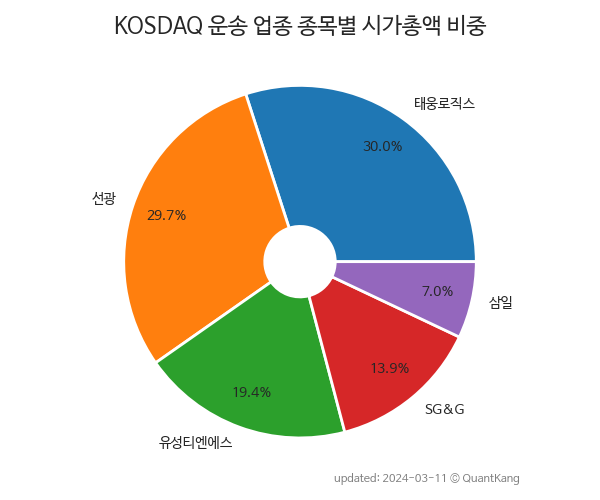 KOSDAQ 운송 업종 종목별 시가총액 비중
태웅로직스
30.0%
선광
29.7%
7.0%
삼일
13.9%
19.4%
SG&G
유성티엔에스
updated: 2024-03-11 © QuantKang